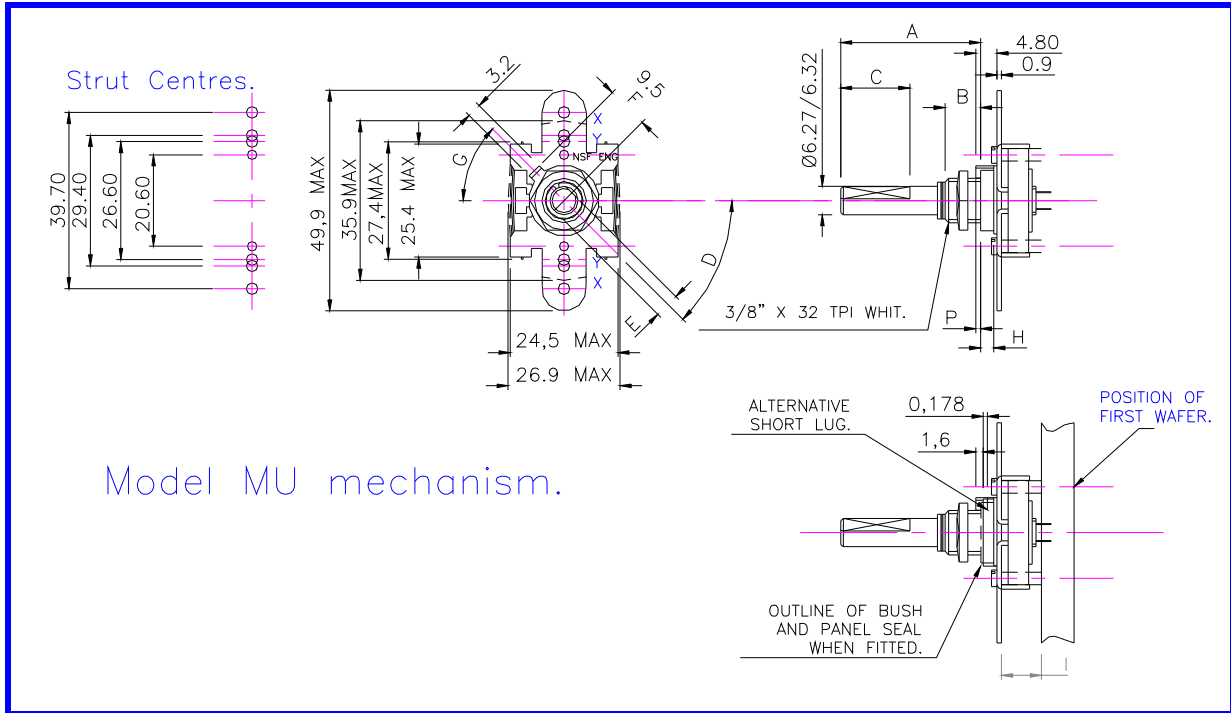 Strut Centres.
39.70
29.40
26.60
20.60
49,9 MAX
35.9MAX
27,4MAX
25.4 MAX
3.2
9.5
F
G
X
Y
NSF ENG
Y
X
D
E
24,5 MAX
26.9 MAX
A
4.80
0.9
C
B
Ø6.27/6.32
3/8" X 32 TPI WHIT.
P
H
ALTERNATIVE
SHORT LUG.
0,178
1,6
POSITION OF
FIRST WAFER.
Model MU mechanism.
OUTLINE OF BUSH
AND PANEL SEAL
WHEN FITTED.
I